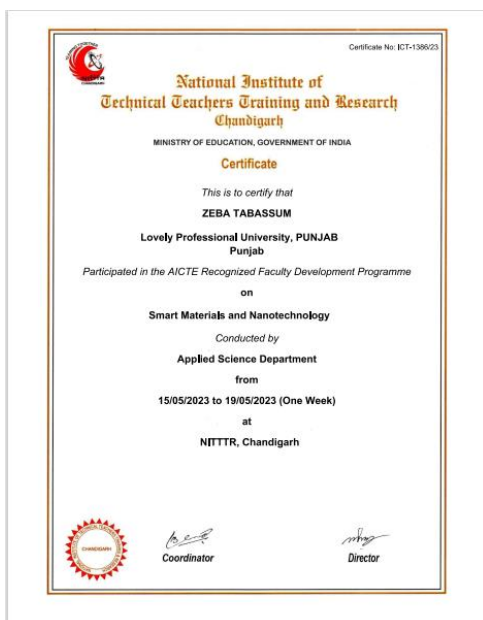 Certificate No: ICT-1386/23
NITTTR
CHANDIGARH
National Institute of
Technical Teachers Training and Research
Chandigarh
MINISTRY OF EDUCATION, GOVERNMENT OF INDIA
Certificate
This is to certify that
ZEBA TABASSUM
Lovely Professional University, PUNJAB
Punjab
Participated in the AICTE Recognized Faculty Development Programme
on
Smart Materials and Nanotechnology
Conducted by
Applied Science Department
from
15/05/2023 to 19/05/2023 (One Week)
at
NITTTR, Chandigarh
CHANDIGARH
Coordinator
Director